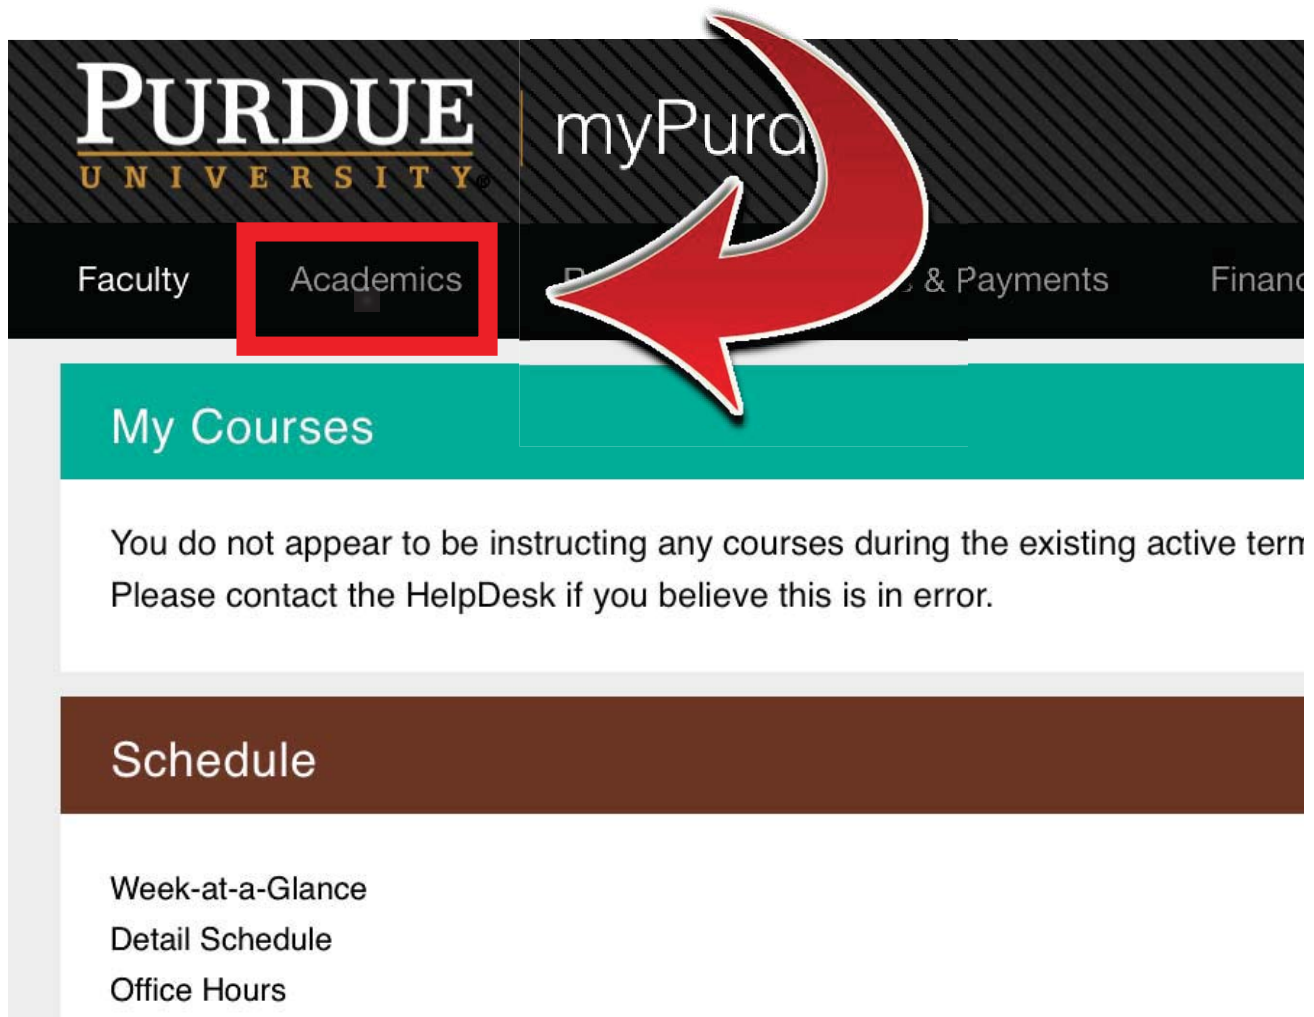 PURDUE
UNIVERSITY®
myPurd
Faculty Academics & Payments Financ
My Courses
You do not appear to be instructing any courses during the existing active term
Please contact the HelpDesk if you believe this is in error.
Schedule
Week-at-a-Glance
Detail Schedule
Office Hours